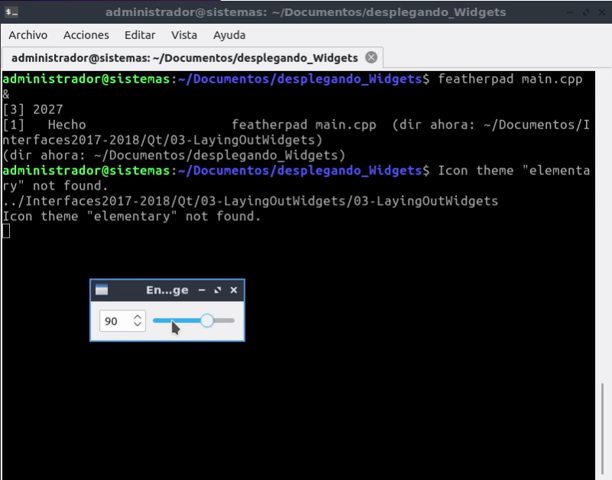 administrador@sistemas: ~/Documentos/desplegando_Widgets
Archivo Acciones Editar Vista Ayuda
administrador@sistemas: ~/Documentos/desplegando_Widgets
administrador@sistemas:~/Documentos/desplegando_Widgets$ featherpad main.cpp
&
[3] 2027
[1]   Hecho                   featherpad main.cpp  (dir ahora: ~/Documentos/I
nterfaces2017-2018/Qt/03-LayingOutWidgets)
(dir ahora: ~/Documentos/desplegando_Widgets)
administrador@sistemas:~/Documentos/desplegando_Widgets$ Icon theme "elementa
ry" not found.
../Interfaces2017-2018/Qt/03-LayingOutWidgets/03-LayingOutWidgets
Icon theme "elementary" not found.
En...ge
90